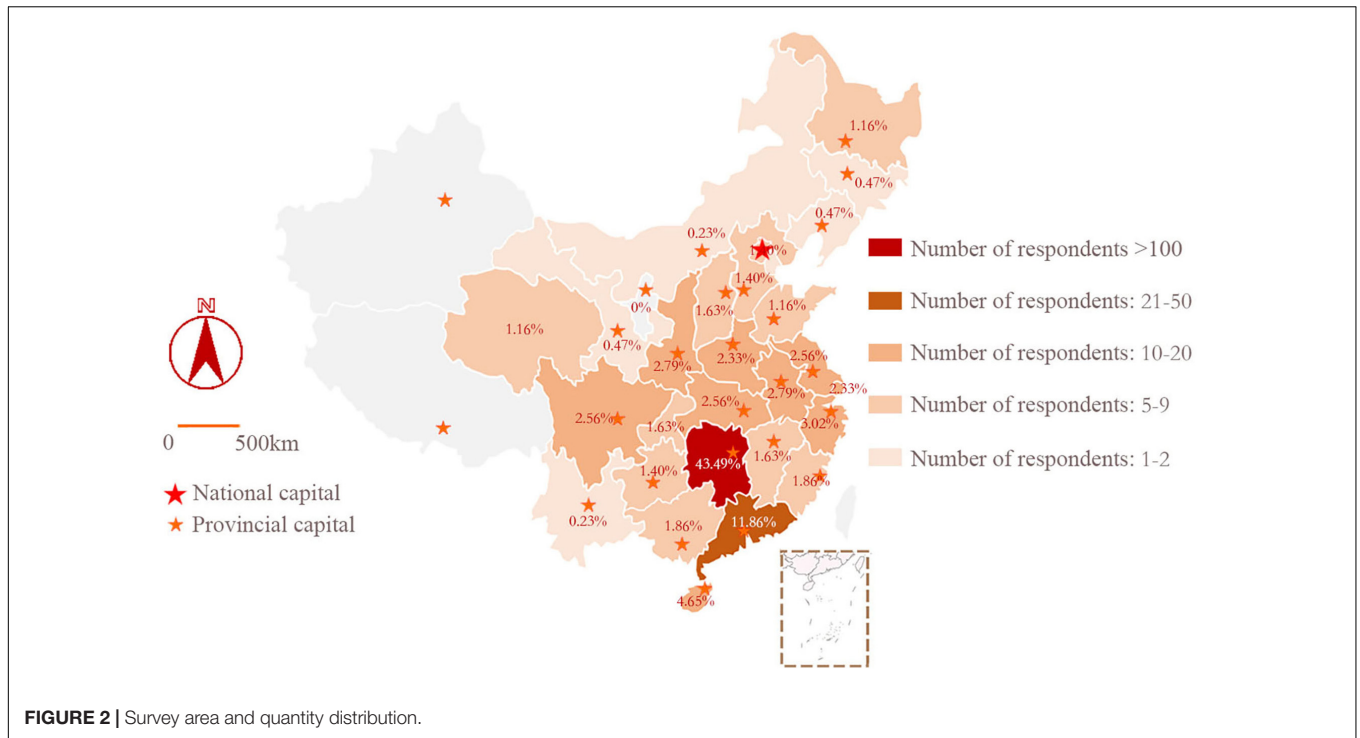 1.16%
0.47%
0.47%
0.23%
1.40%
1.63%
1.16%
0%
1.16%
0.47%
2.79%
2.33%
2.56%
2.33%
2.79%
2.56%
2.56%
3.02%
1.63%
43.49%
1.63%
1.40%
1.86%
0.23%
1.86%
11.86%
4.65%
N
0 500km
National capital
Provincial capital
Number of respondents >100
Number of respondents: 21-50
Number of respondents: 10-20
Number of respondents: 5-9
Number of respondents: 1-2
FIGURE 2 | Survey area and quantity distribution.